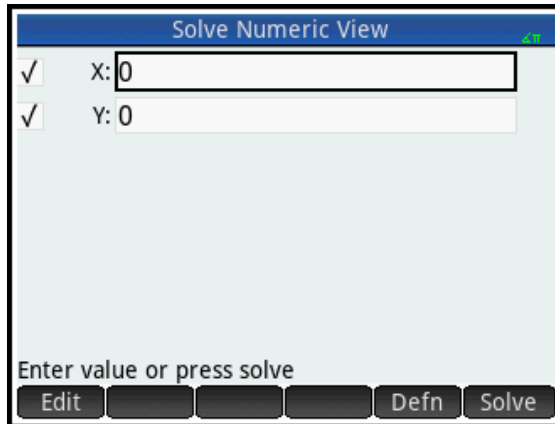 Solve Numeric View
∠π
√ X: 0
√ Y: 0
Enter value or press solve
Edit Defn Solve